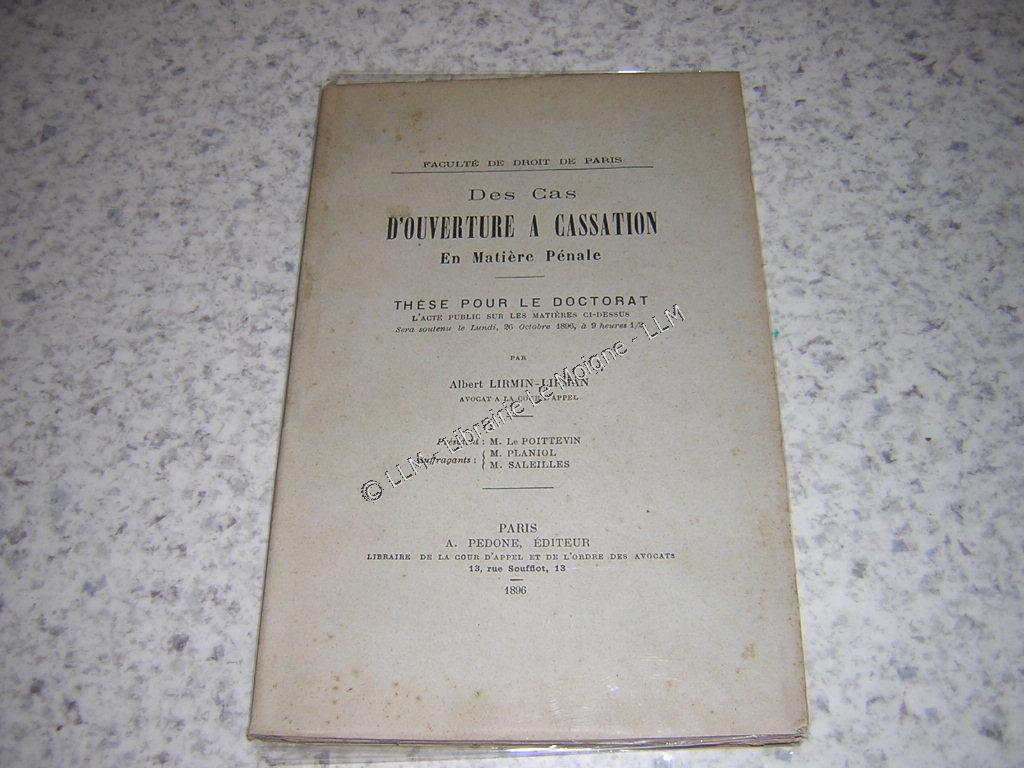 FACULTÉ DE DROIT DE PARIS
Des Cas
D'OUVERTURE A CASSATION
En Matière Pénale
THÈSE POUR LE DOCTORAT
L'ACTE PUBLIC SUR LES MATIÈRES CI-DESSUS
Sera soutenu le Lundi, 26 Octobre 1896, à 9 heures 1/2
PAR
Albert LIRMIN-LIPMAN
AVOCAT A LA COUR D'APPEL
Président : M. LE POITTEVIN
Suffragants : { M. PLANIOL
M. SALEILLES
PARIS
A. PEDONE, ÉDITEUR
LIBRAIRE DE LA COUR D'APPEL ET DE L'ORDRE DES AVOCATS
13, rue Soufflot, 13
1896
© LLM - Librairie Le Moigne - LLM